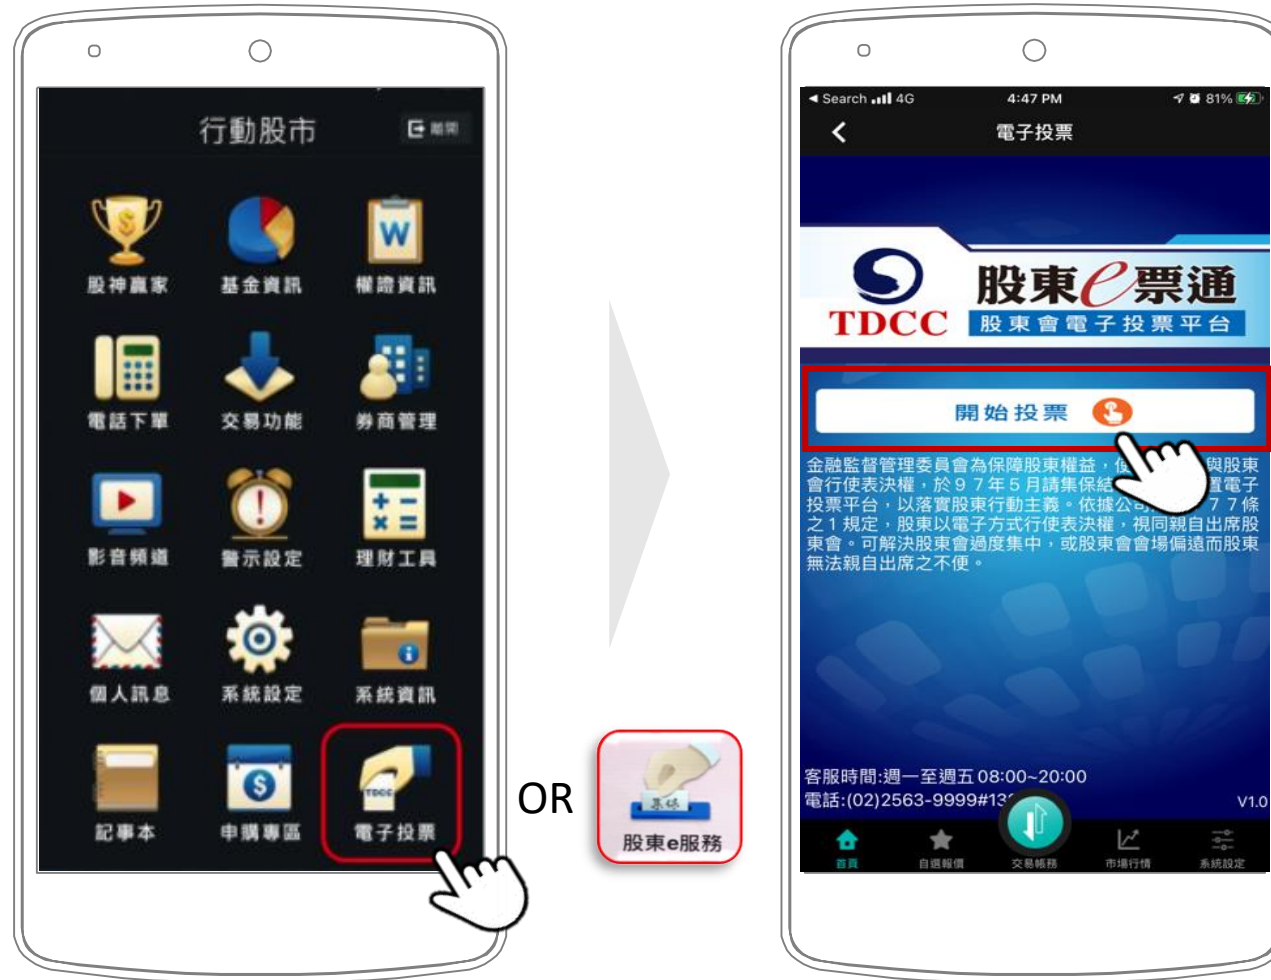 行動股市
離開
股神贏家
基金資訊
權證資訊
電話下單
交易功能
券商管理
影音頻道
警示設定
理財工具
個人訊息
系統設定
系統資訊
記事本
申購專區
TDCC
電子投票
OR
集保
股東e服務
Search 4G
4:47 PM
81%
電子投票
TDCC
股東e票通
股東會電子投票平台
開始投票
金融監督管理委員會為保障股東權益，使 與股東
會行使表決權，於９７年５月請集保結 置電子
投票平台，以落實股東行動主義。依據公司 ７７條
之１規定，股東以電子方式行使表決權，視同親自出席股
東會。可解決股東會過度集中，或股東會會場偏遠而股東
無法親自出席之不便。
客服時間:週一至週五 08:00~20:00
電話:(02)2563-9999#13
V1.0
首頁
自選報價
交易帳務
市場行情
系統設定